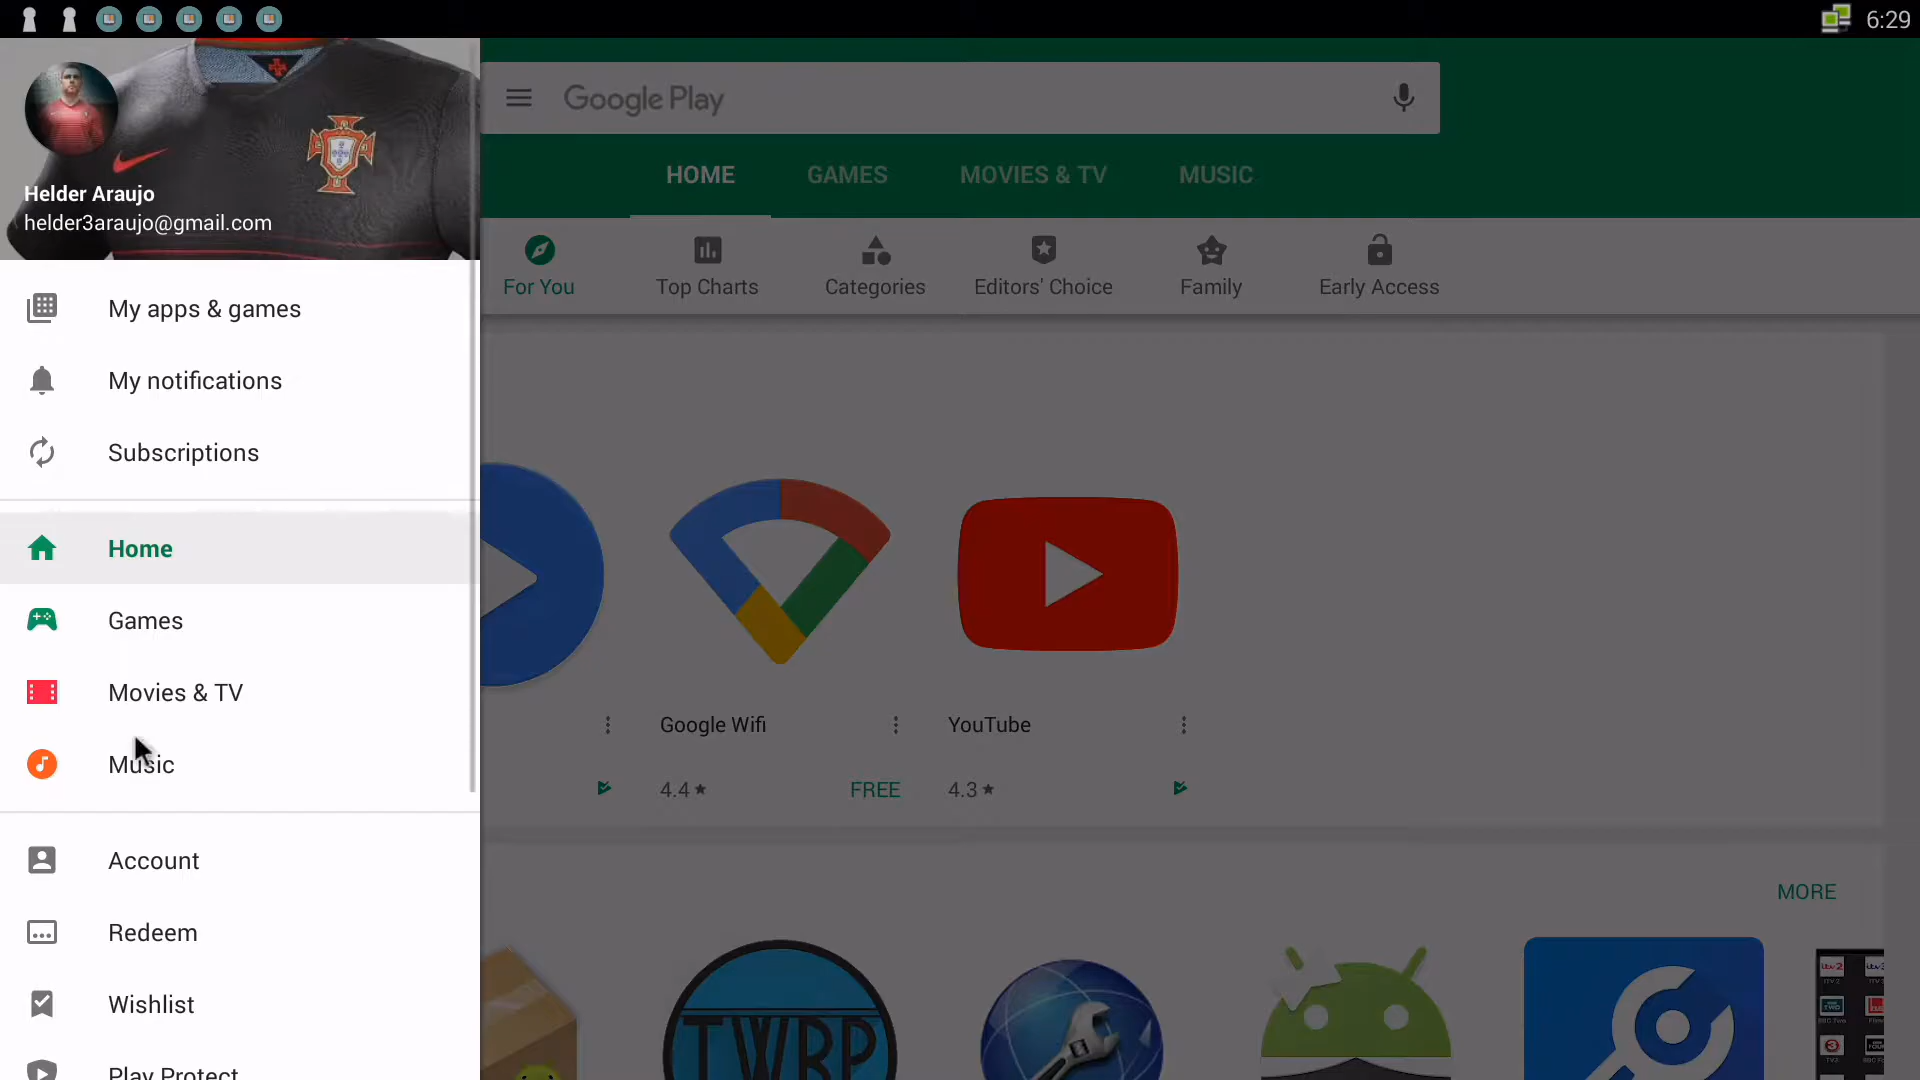 6:29
Helder Araujo
helder3araujo@gmail.com
My apps & games
My notifications
Subscriptions
Home
Games
Movies & TV
Music
Account
Redeem
Wishlist
Play Protect
Google Play
HOME GAMES MOVIES & TV MUSIC
For You Top Charts Categories Editors' Choice Family Early Access
Google Wifi YouTube
4.4 FREE 4.3
MORE
TWRP